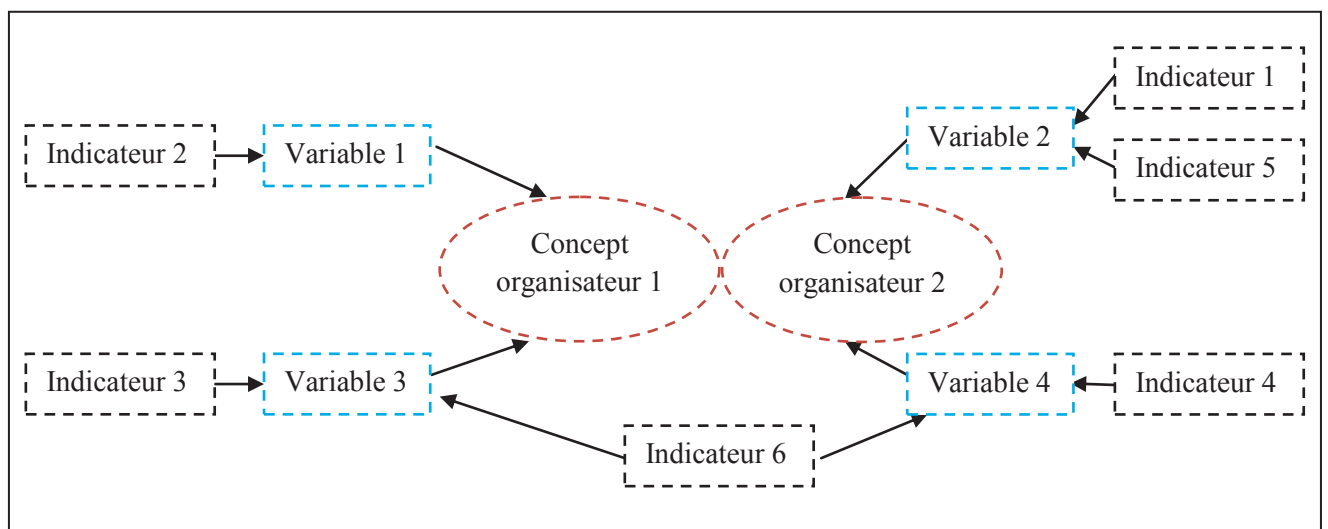 Indicateur 1
Indicateur 2
Variable 1
Variable 2
Indicateur 5
Concept
organisateur 1
Concept
organisateur 2
Indicateur 3
Variable 3
Variable 4
Indicateur 4
Indicateur 6